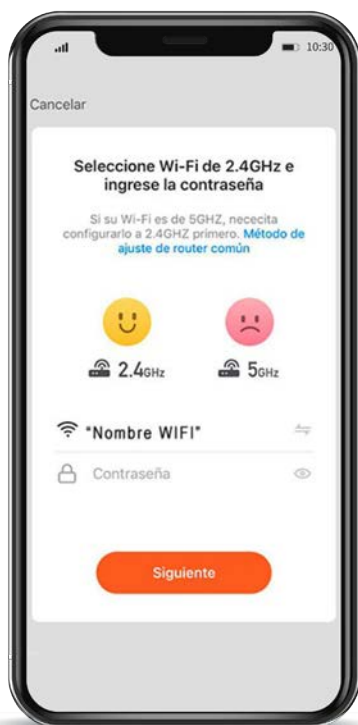 10:30
Cancelar
Seleccione Wi-Fi de 2.4GHz e
ingrese la contraseña
Si su Wi-Fi es de 5GHZ, nececita
configurarlo a 2.4GHZ primero. Método de
ajuste de router común
2.4GHz
5GHz
"Nombre WIFI"
Contraseña
Siguiente